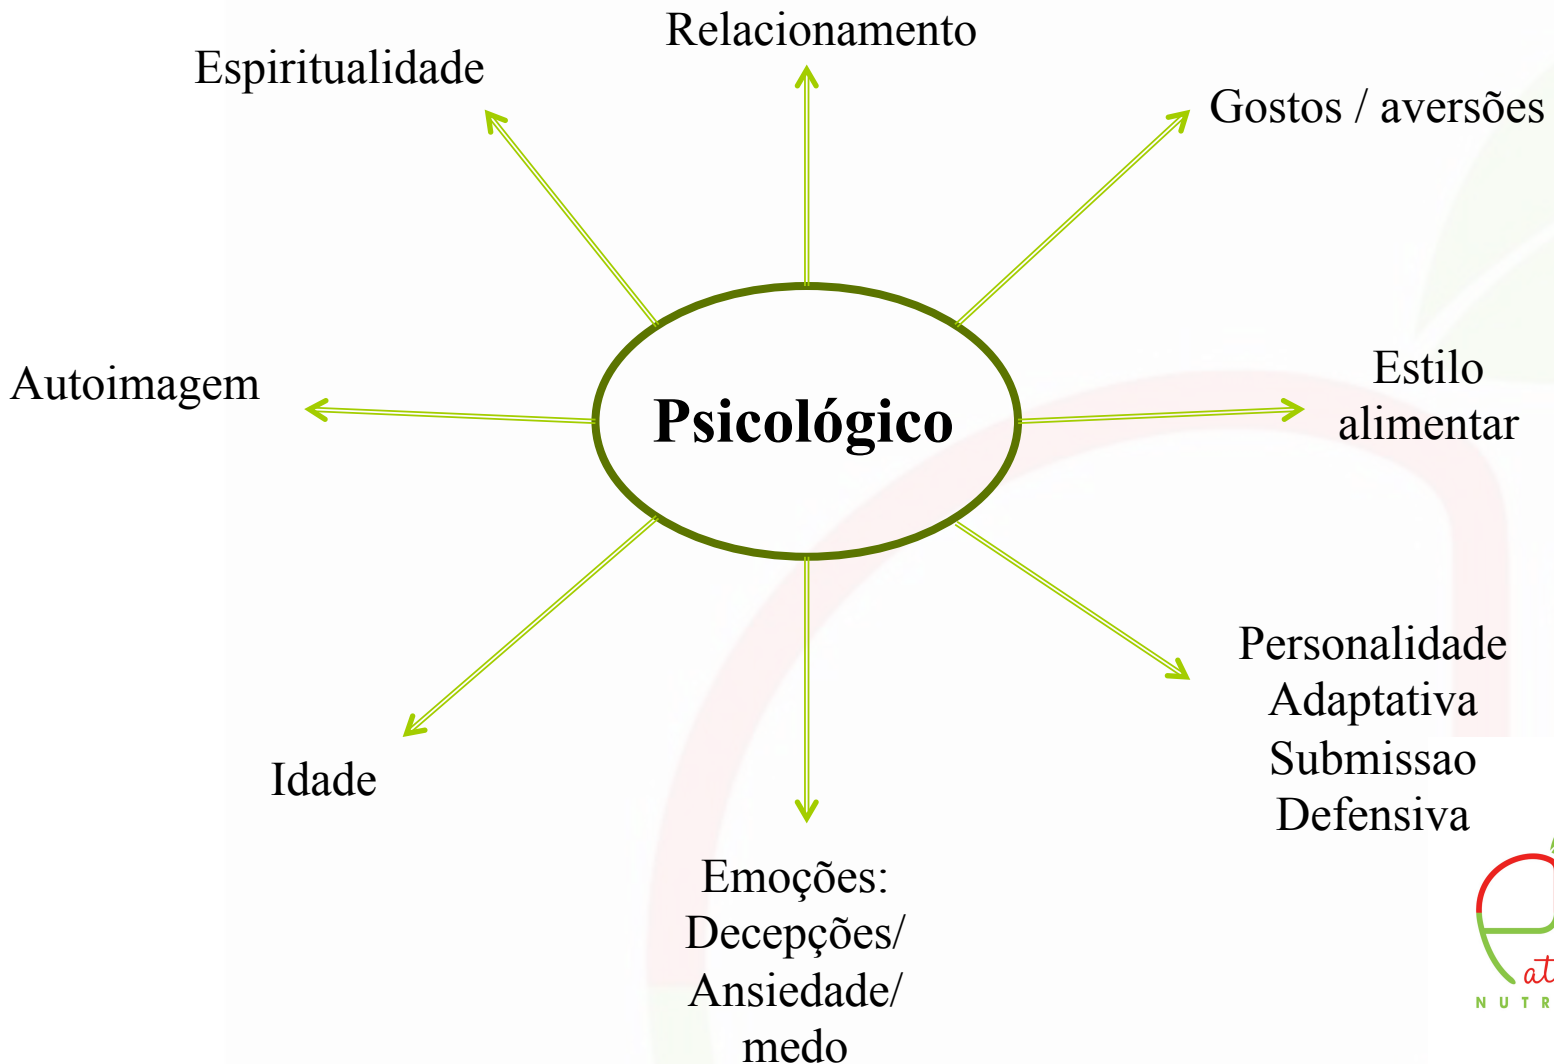 Relacionamento
Espiritualidade
Gostos / aversões
Autoimagem
Psicológico
Estilo
alimentar
Personalidade
Adaptativa
Submissao
Defensiva
Idade
Emoções:
Decepções/
Ansiedade/
medo